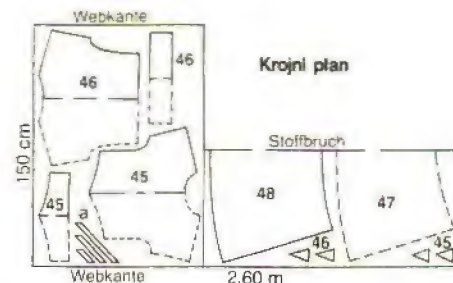 Webkante
46
46
Krojni plan
Stoffbruch
150 cm
45
45
a
48
47
46
45
Webkante
2,60 m